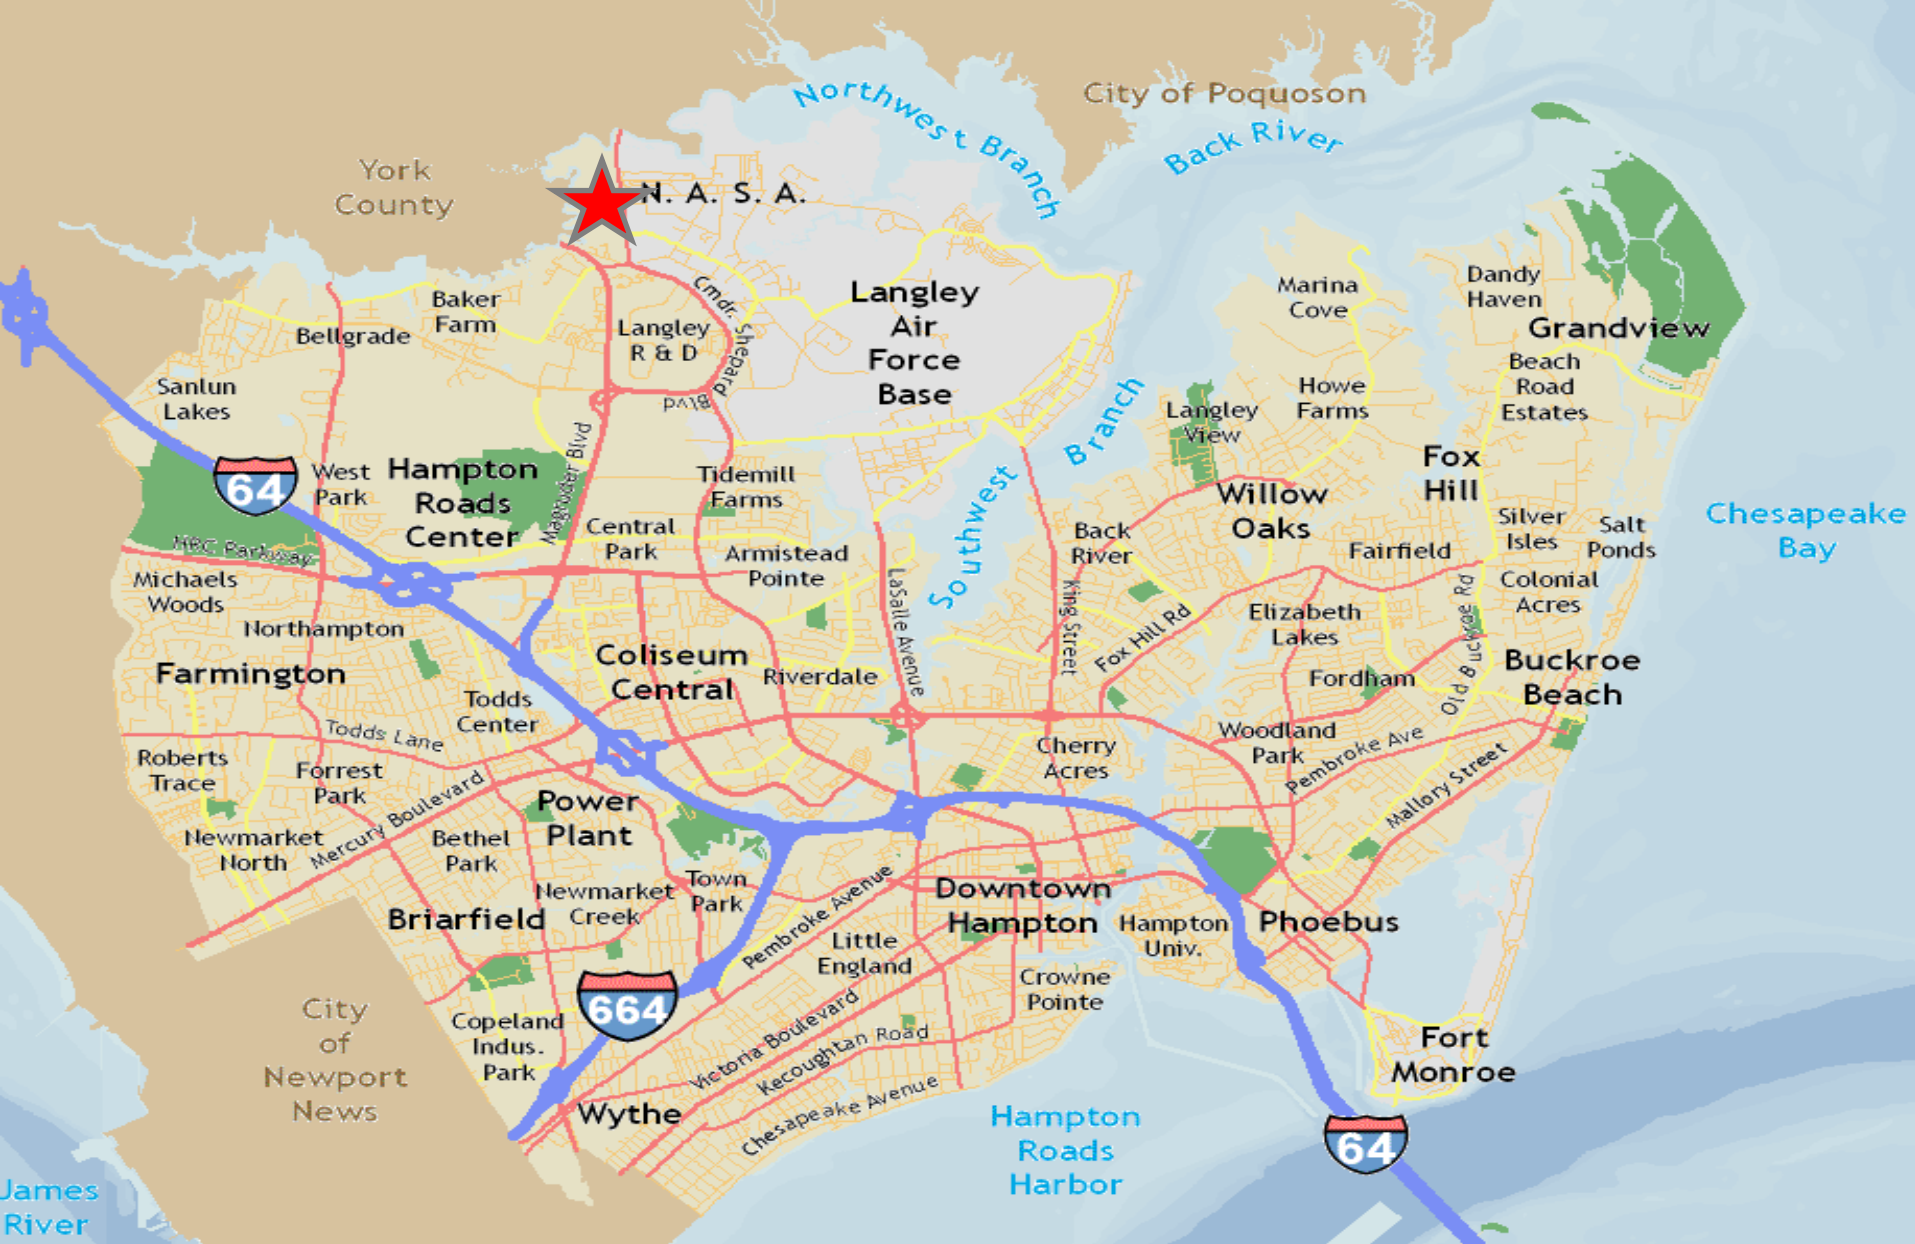 Northwest Branch
City of Poquoson
Back River
York
County
N. A. S. A.
Cmdr. Shepard
Blvd
Langley
Air
Force
Base
Marina
Cove
Dandy
Haven
Grandview
Baker
Farm
Bellgrade
Langley
R & D
Beach
Road
Estates
Sanlun
Lakes
Howe
Farms
Langley
View
Southwest
Branch
64
West
Park
Hampton
Roads
Center
Magruder Blvd
Tidemill
Farms
Fox
Hill
Willow
Oaks
Chesapeake
Bay
HRC Parkway
Central
Park
Armistead
Pointe
Back
River
Fairfield
Silver
Isles
Salt
Ponds
Michaels
Woods
LaSalle Avenue
King Street
Colonial
Acres
Northampton
Fox Hill Rd
Elizabeth
Lakes
Old Buckroe Rd
Farmington
Coliseum
Central
Riverdale
Fordham
Buckroe
Beach
Todds
Center
Todds Lane
Woodland
Park
Pembroke Ave
Roberts
Trace
Forrest
Park
Cherry
Acres
Mallory Street
Mercury Boulevard
Power
Plant
Newmarket
North
Bethel
Park
Newmarket
Creek
Town
Park
Pembroke Avenue
Downtown
Hampton
Briarfield
Hampton
Univ.
Phoebus
Little
England
Crowne
Pointe
664
City
of
Newport
News
Copeland
Indus.
Park
Victoria Boulevard
Kecoughtan Road
Chesapeake Avenue
Fort
Monroe
Wythe
Hampton
Roads
Harbor
64
James
River